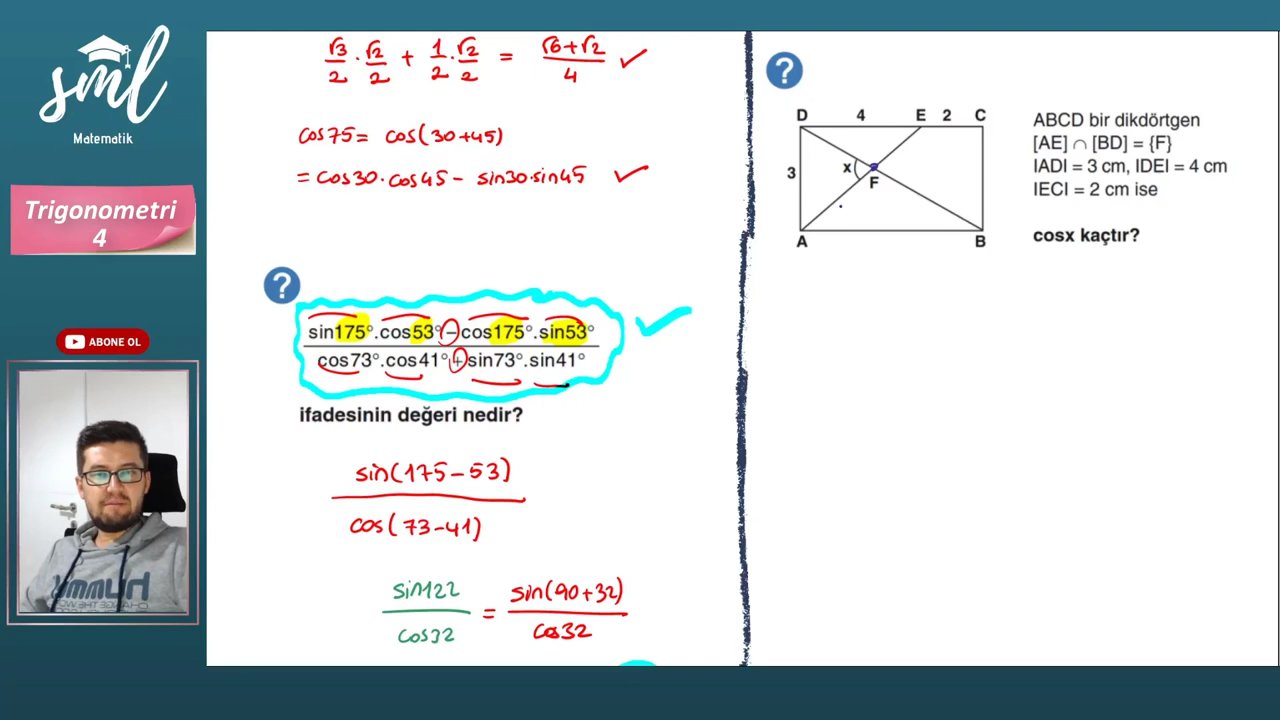 sml
Matematik
Trigonometri
4
ABONE OL
√3/2 · √2/2 + 1/2 · √2/2 = √6+√2/4
cos75 = cos(30+45)
= cos30 · cos45 − sin30 · sin45
?
sin175°.cos53° − cos175°.sin53°
cos73°.cos41° + sin73°.sin41°
ifadesinin değeri nedir?
sin(175−53)
cos(73−41)
sin122/cos32 = sin(90+32)/cos32
?
D 4 E 2 C
3 x F
A B
ABCD bir dikdörtgen
[AE] ∩ [BD] = {F}
IADI = 3 cm, IDEI = 4 cm
IECI = 2 cm ise
cosx kaçtır?